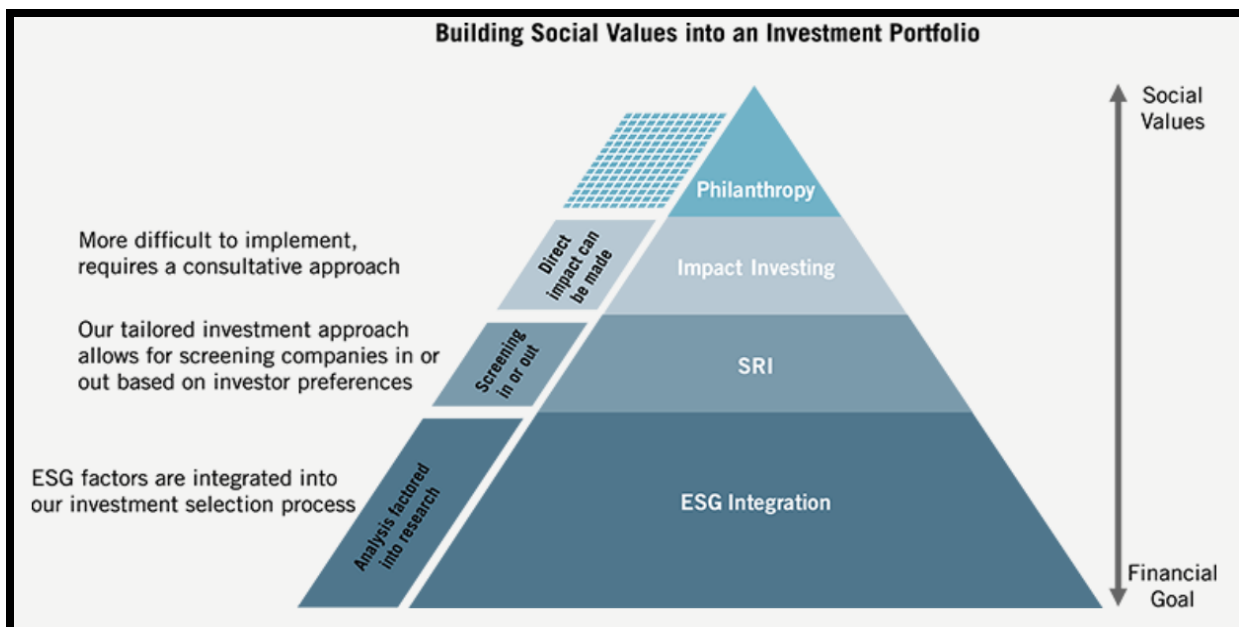 Building Social Values into an Investment Portfolio
Social
Values
Philanthropy
More difficult to implement,
requires a consultative approach
Direct
impact can
be made
Impact Investing
Our tailored investment approach
allows for screening companies in or
out based on investor preferences
Screening
in or out
SRI
ESG factors are integrated into
our investment selection process
Analysis factored
into research
ESG Integration
Financial
Goal